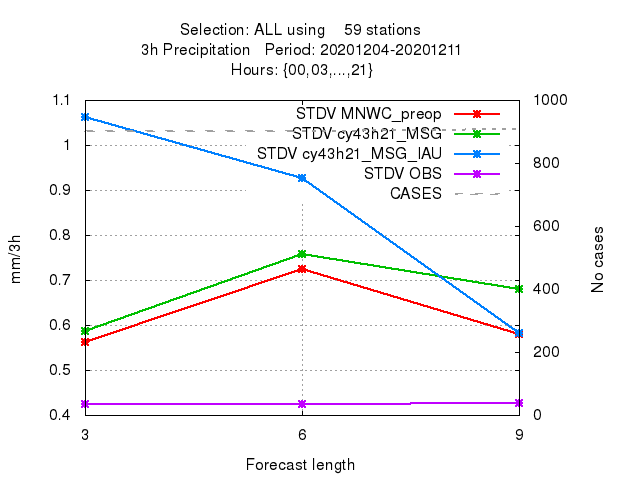 Selection: ALL using 59 stations
3h Precipitation Period: 20201204-20201211
Hours: {00,03,...,21}
STDV MNWC_preop
STDV cy43h21_MSG
STDV cy43h21_MSG_IAU
STDV OBS
CASES
1.1
1
0.9
0.8
0.7
0.6
0.5
0.4
mm/3h
1000
800
600
400
200
0
No cases
3 6 9
Forecast length